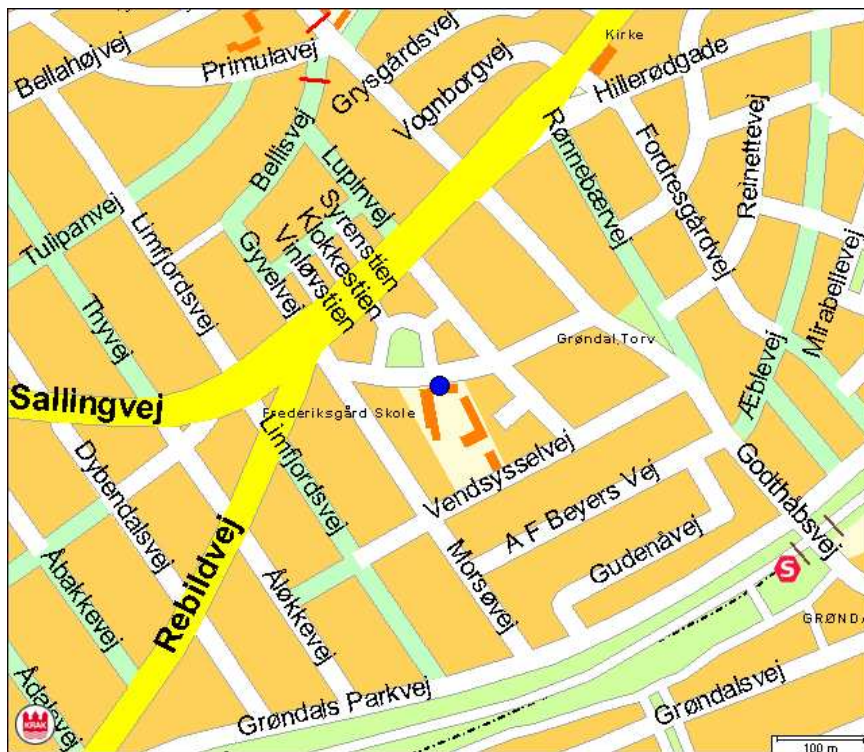 Kirke
Bellahøjvej
Primulavej
Grysgårdsvej
Vognborgvej
Hillerødgade
Bellisvej
Lupinvej
Rønnebærvej
Fordresgårdvej
Reinettevej
Tulipanvej
Limfjordsvej
Gyvelvej
Vinløvstien
Klokkestien
Syrenstien
Mirabellevej
Thyvej
Grøndal Torv
Æblevej
Sallingvej
Frederiksgård Skole
Limfjordsvej
Vendsysselvej
Dybendalsvej
A F Beyers Vej
Godthåbsvej
Gudenåvej
Morsøvej
Åbakkevej
Rebildvej
Åløkkevej
S
GRØNDA
Ådalsvej
Grøndals Parkvej
Grøndalsvej
KRAK
100 m